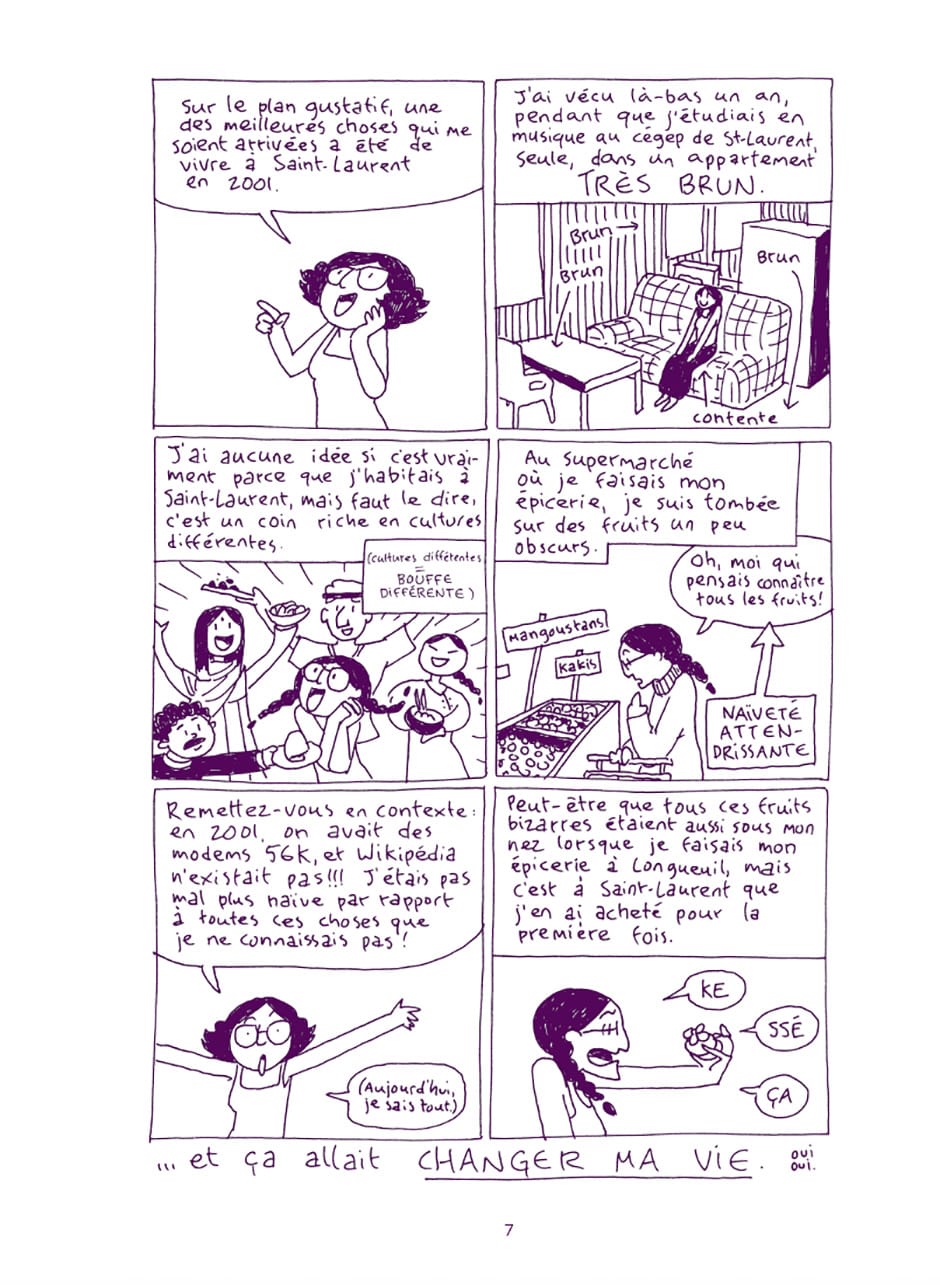 Sur le plan gustatif, une
des meilleures choses qui me
soient arrivées a été de
vivre à Saint-Laurent
en 2001.
J'ai vécu là-bas un an,
pendant que j'étudiais en
musique au cégep de St-Laurent,
seule, dans un appartement
TRÈS BRUN.
Brun
Brun
Brun
contente
J'ai aucune idée si c'est vrai-
ment parce que j'habitais à
Saint-Laurent, mais faut le dire,
c'est un coin riche en cultures
différentes.
(cultures différentes
=
BOUFFE
DIFFÉRENTE)
Au supermarché
où je faisais mon
épicerie, je suis tombée
sur des fruits un peu
obscurs.
Oh, moi qui
pensais connaître
tous les fruits!
Mangoustans
Kakis
NAÏVETÉ
ATTEN-
DRISSANTE
Remettez-vous en contexte:
en 2001, on avait des
modems 56K, et Wikipédia
n'existait pas!!! J'étais pas
mal plus naïve par rapport
à toutes ces choses que
je ne connaissais pas!
(Aujourd'hui,
je sais tout.)
Peut-être que tous ces fruits
bizarres étaient aussi sous mon
nez lorsque je faisais mon
épicerie à Longueuil, mais
c'est à Saint-Laurent que
j'en ai acheté pour la
première fois.
KE
SSÉ
ÇA
... et ça allait CHANGER MA VIE. oui
oui.
7